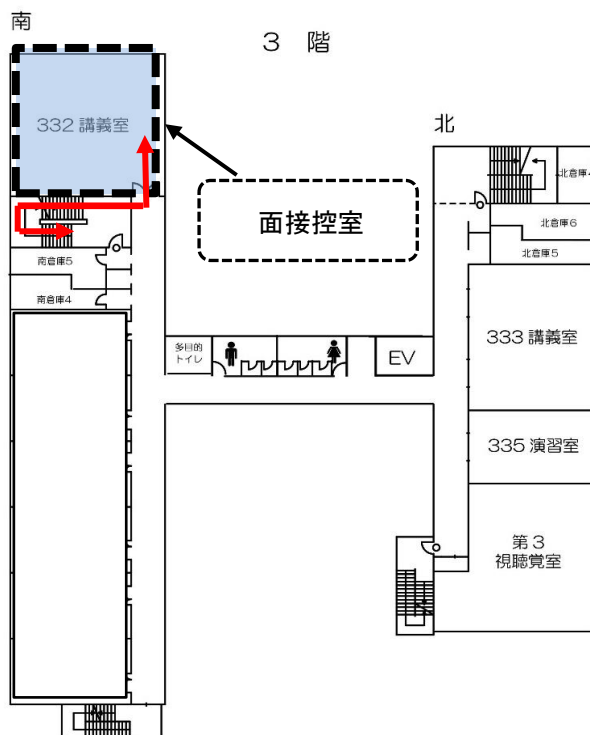 南
３ 階
332 講義室
北
北倉庫4
北倉庫6
北倉庫5
面接控室
南倉庫5
南倉庫4
333 講義室
多目的
トイレ
EV
335 演習室
第３
視聴覚室